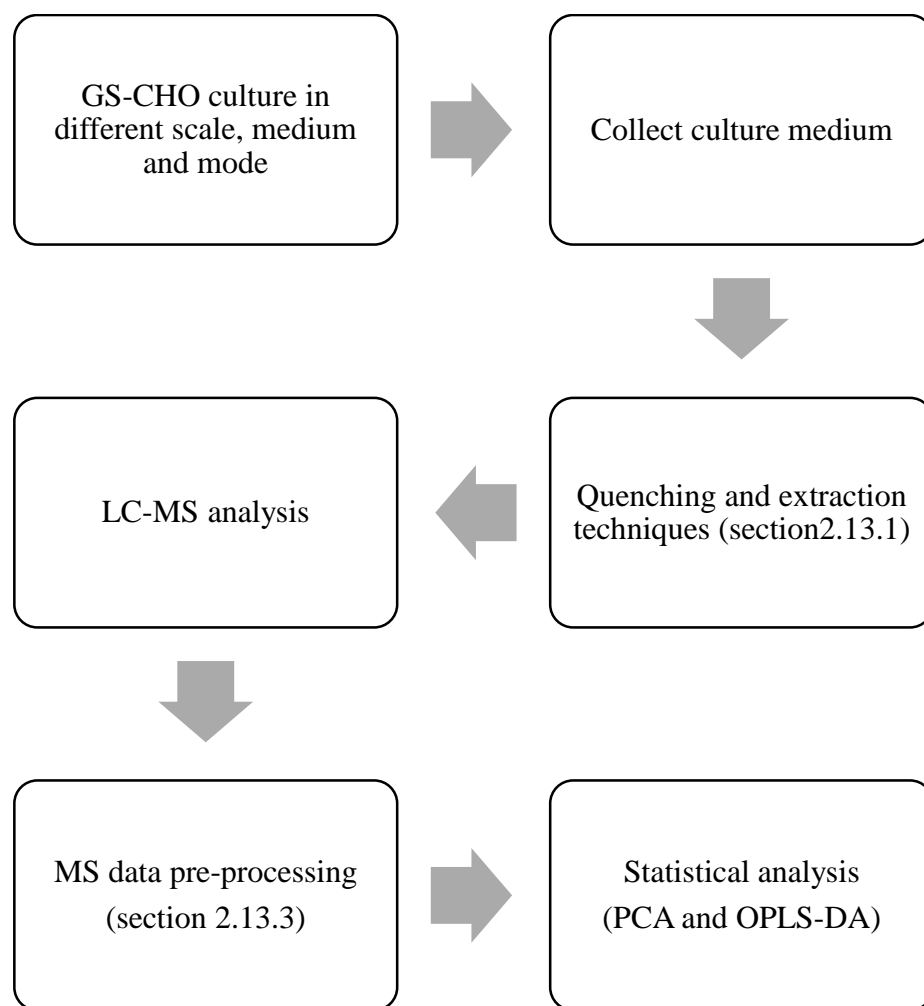 GS-CHO culture in
different scale, medium
and mode
Collect culture medium
Quenching and extraction
techniques (section2.13.1)
LC-MS analysis
MS data pre-processing
(section 2.13.3)
Statistical analysis
(PCA and OPLS-DA)